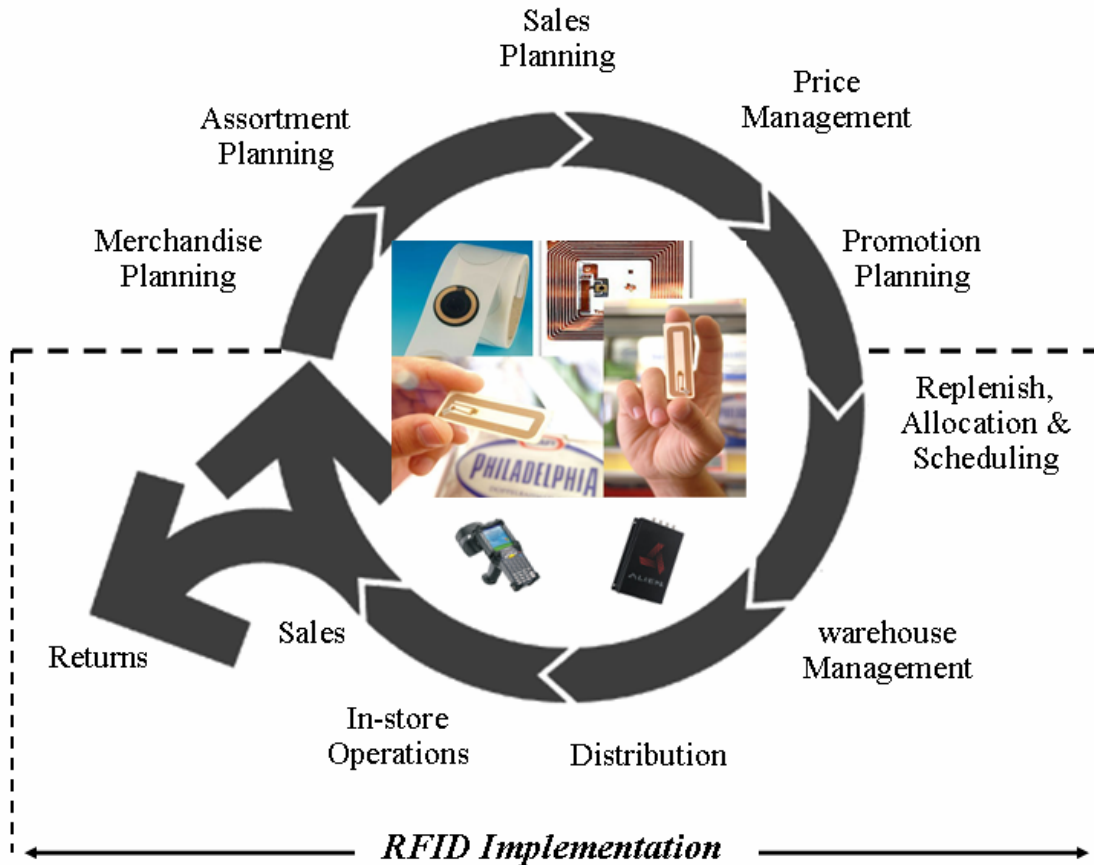 Sales
Planning
Price
Management
Assortment
Planning
Merchandise
Planning
Promotion
Planning
Replenish,
Allocation &
Scheduling
PHILADELPHIA
ALIEN
warehouse
Management
Sales
Returns
In-store
Operations
Distribution
RFID Implementation